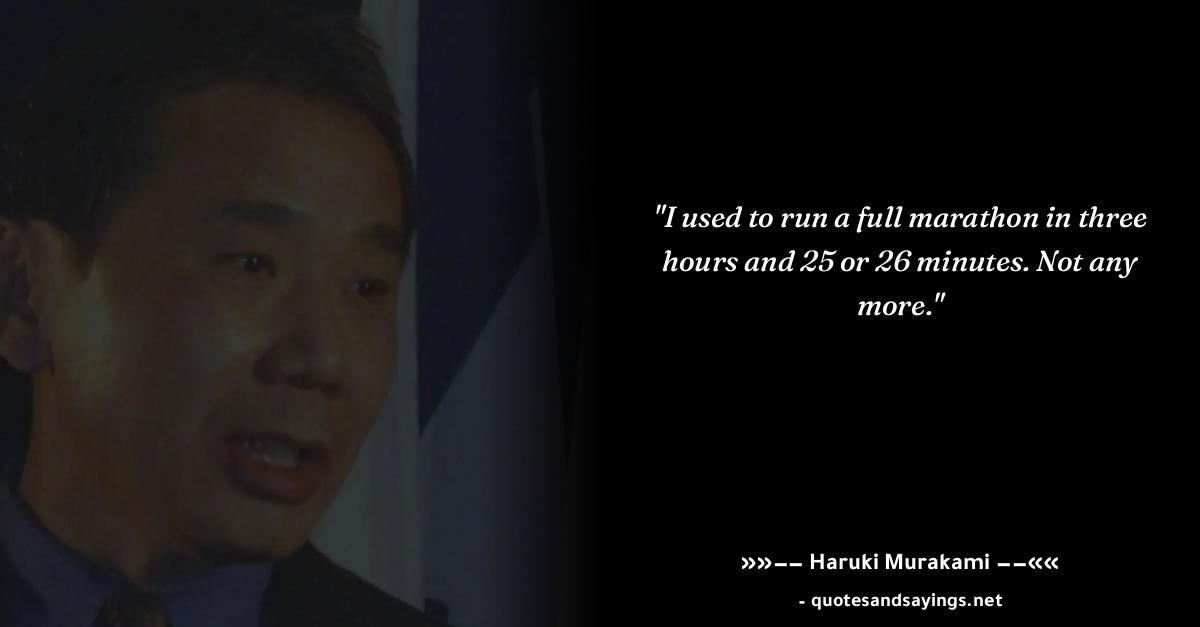 "I used to run a full marathon in three
hours and 25 or 26 minutes. Not any
more."
»»–– Haruki Murakami ––««
- quotesandsayings.net